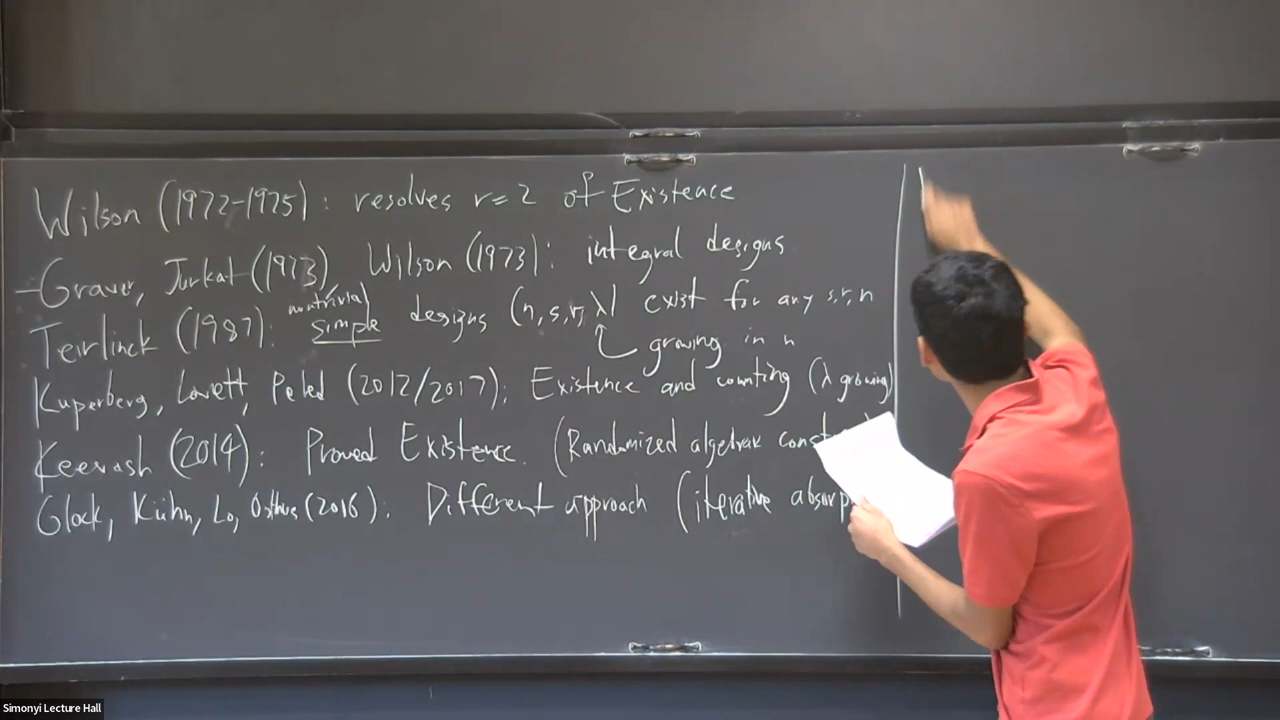 Wilson (1972-1975): resolves r=2 of Existence
-Graver, Jurkat (1973), Wilson (1973): integral designs
Teirlinck (1987): nontrivial simple designs (n,s,r,λ) exist for any s,r,n
growing in n
Kuperberg, Lovett, Peled (2012/2017): Existence and counting (λ growing)
Keevash (2014): Proved Existence. (Randomized algebraic
Glock, Kühn, Lo, Osthus (2016): Different approach (iterative
Simonyi Lecture Hall